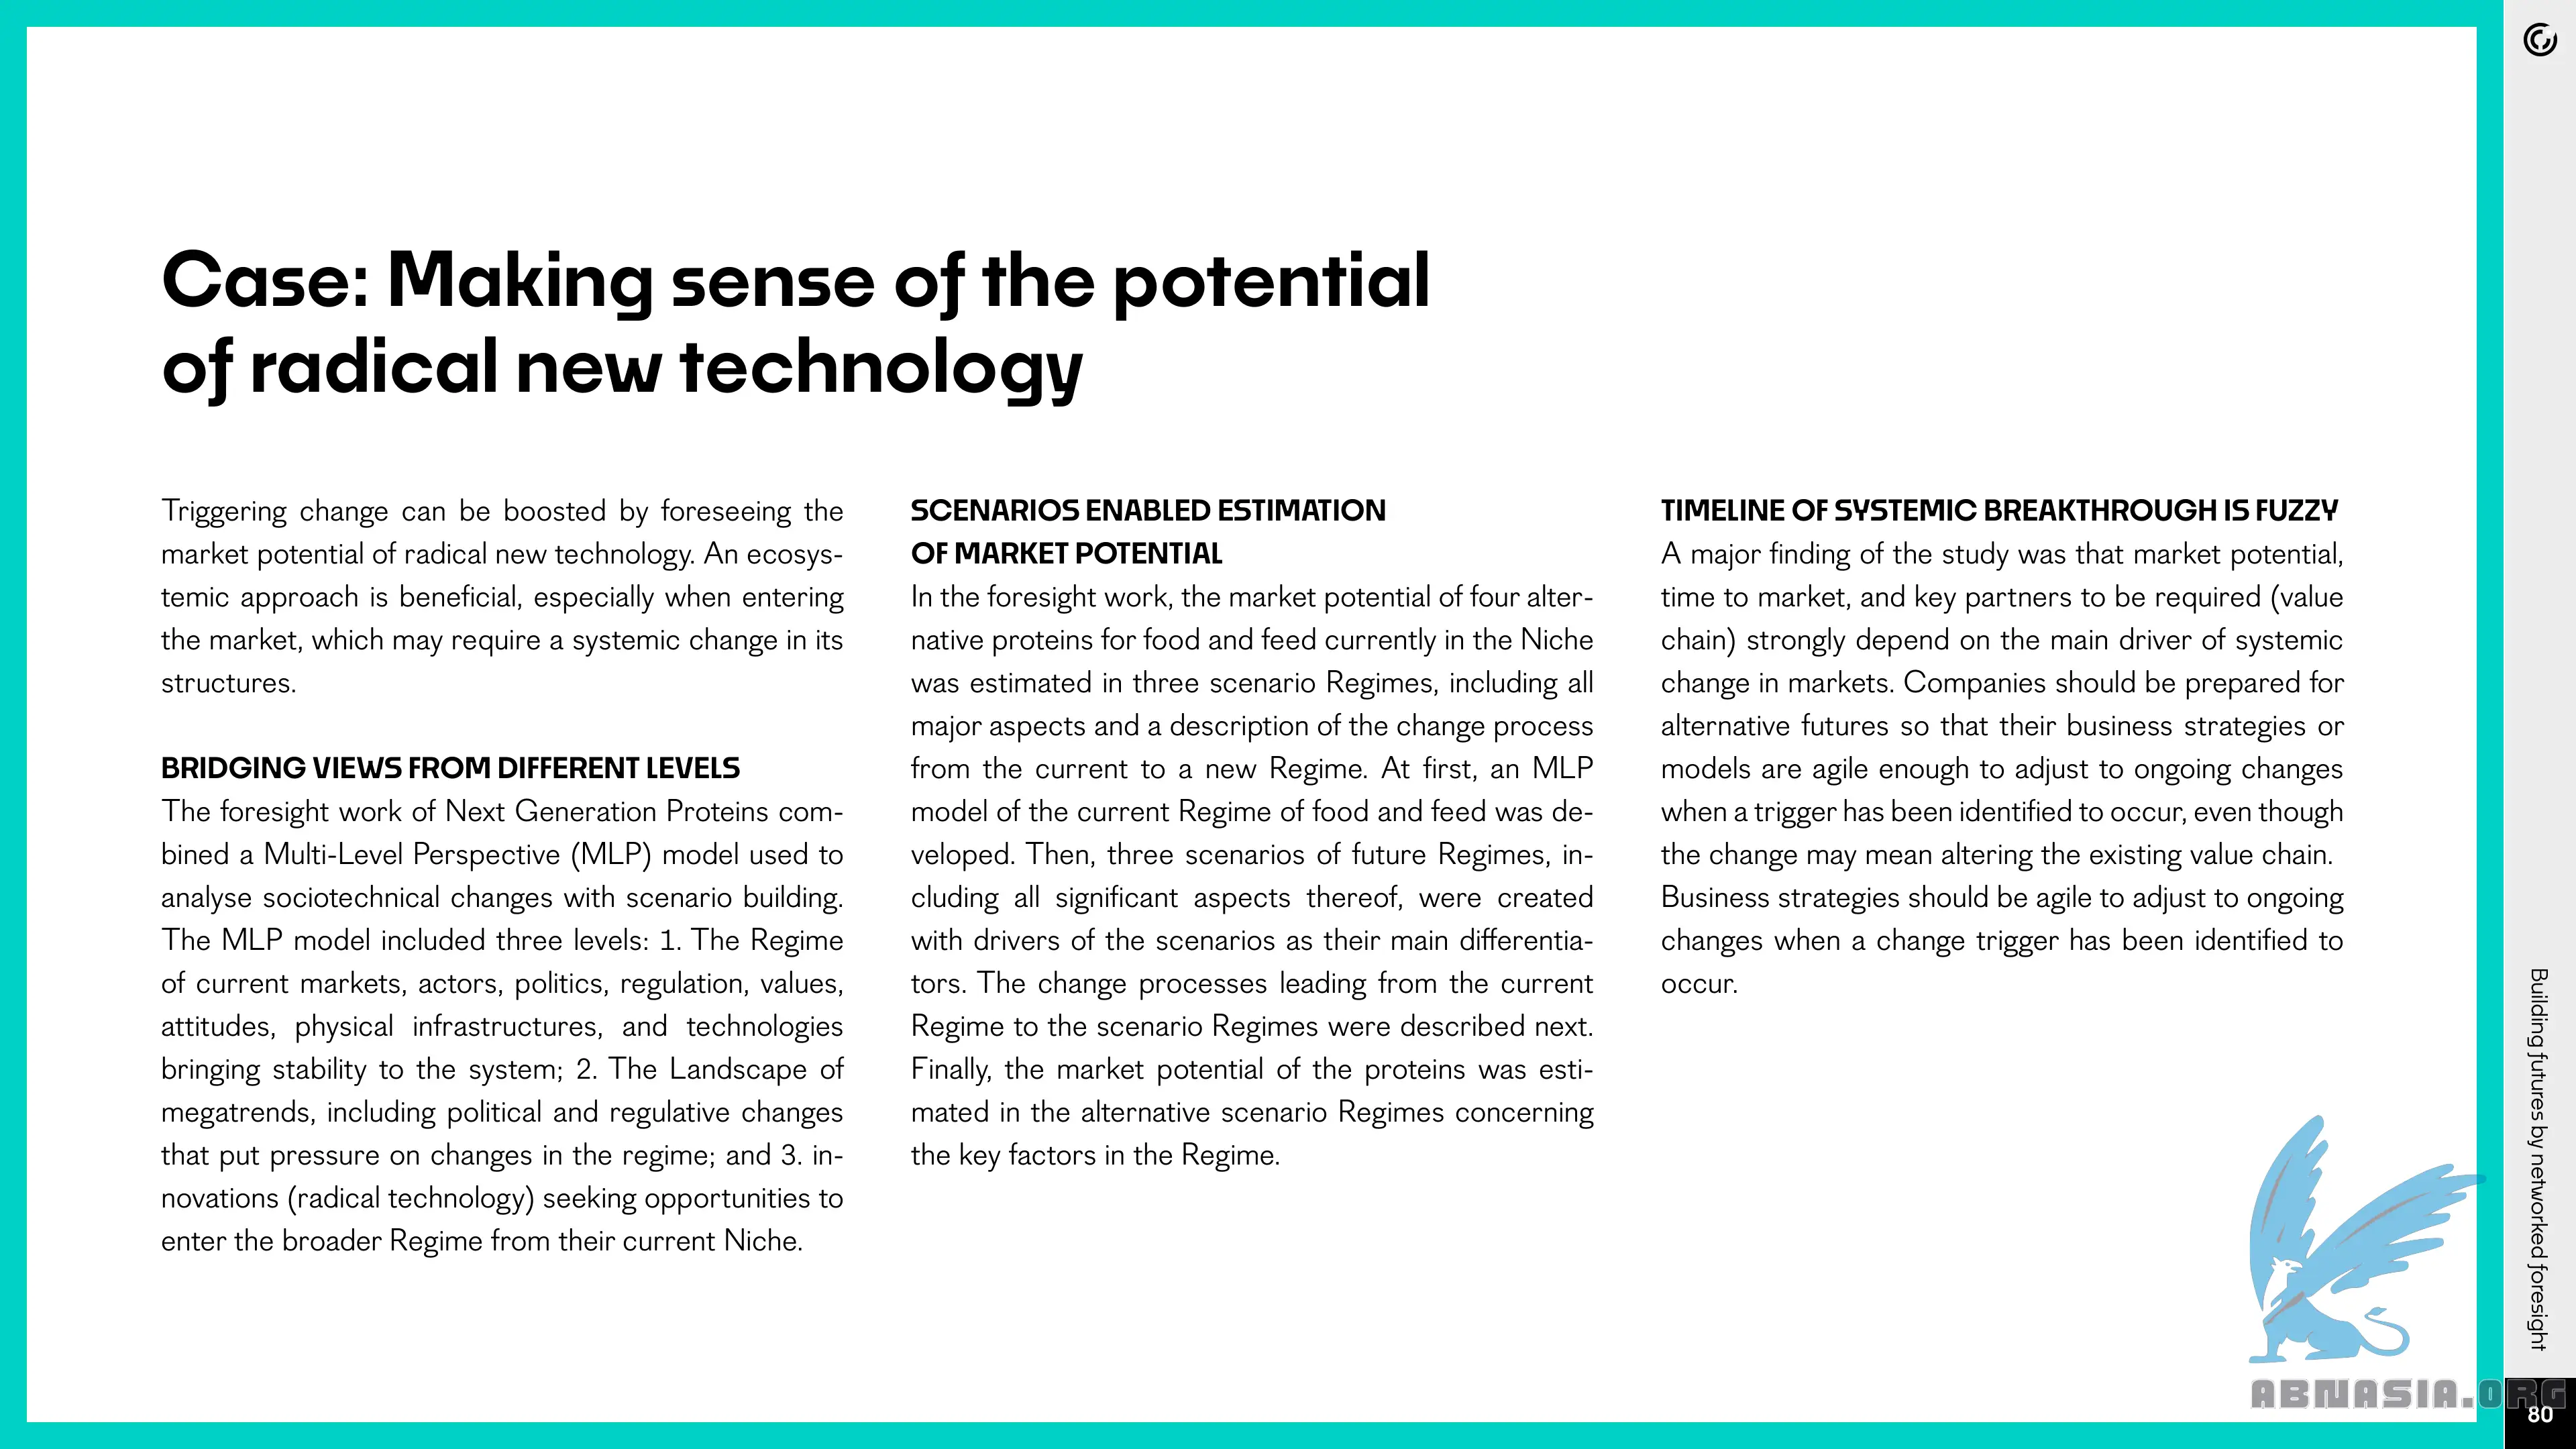 Case: Making sense of the potential
of radical new technology
Triggering change can be boosted by foreseeing the
market potential of radical new technology. An ecosys-
temic approach is beneficial, especially when entering
the market, which may require a systemic change in its
structures.
BRIDGING VIEWS FROM DIFFERENT LEVELS
The foresight work of Next Generation Proteins com-
bined a Multi-Level Perspective (MLP) model used to
analyse sociotechnical changes with scenario building.
The MLP model included three levels: 1. The Regime
of current markets, actors, politics, regulation, values,
attitudes, physical infrastructures, and technologies
bringing stability to the system; 2. The Landscape of
megatrends, including political and regulative changes
that put pressure on changes in the regime; and 3. in-
novations (radical technology) seeking opportunities to
enter the broader Regime from their current Niche.
SCENARIOS ENABLED ESTIMATION
OF MARKET POTENTIAL
In the foresight work, the market potential of four alter-
native proteins for food and feed currently in the Niche
was estimated in three scenario Regimes, including all
major aspects and a description of the change process
from the current to a new Regime. At first, an MLP
model of the current Regime of food and feed was de-
veloped. Then, three scenarios of future Regimes, in-
cluding all significant aspects thereof, were created
with drivers of the scenarios as their main differentia-
tors. The change processes leading from the current
Regime to the scenario Regimes were described next.
Finally, the market potential of the proteins was esti-
mated in the alternative scenario Regimes concerning
the key factors in the Regime.
TIMELINE OF SYSTEMIC BREAKTHROUGH IS FUZZY
A major finding of the study was that market potential,
time to market, and key partners to be required (value
chain) strongly depend on the main driver of systemic
change in markets. Companies should be prepared for
alternative futures so that their business strategies or
models are agile enough to adjust to ongoing changes
when a trigger has been identified to occur, even though
the change may mean altering the existing value chain.
Business strategies should be agile to adjust to ongoing
changes when a change trigger has been identified to
occur.
Building futures by networked foresight
ABNASIA.ORG
80